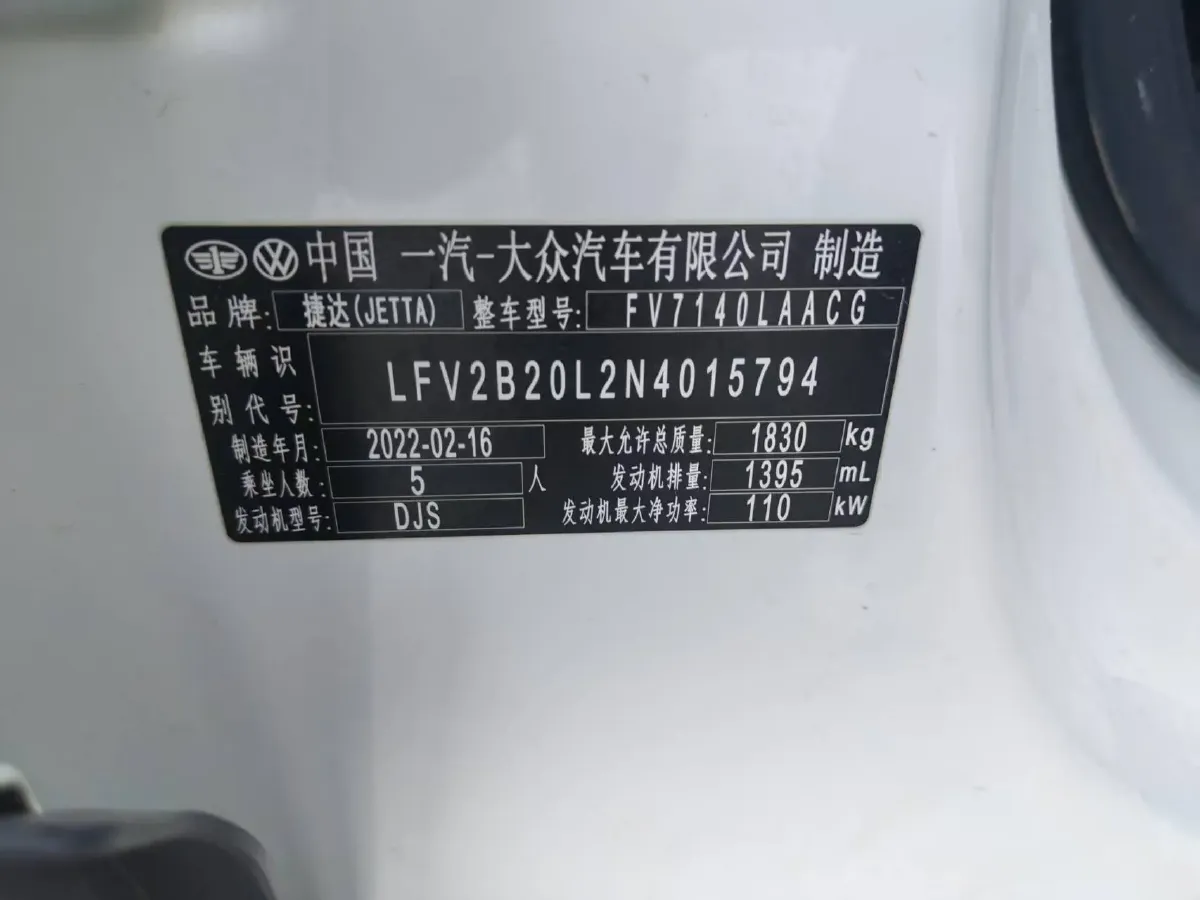 中国 一汽-大众汽车有限公司 制造
品牌: 捷达(JETTA) 整车型号: FV7140LAACG
车辆识别代号: LFV2B20L2N4015794
制造年月: 2022-02-16 最大允许总质量: 1830 kg
乘坐人数: 5 人 发动机排量: 1395 mL
发动机型号: DJS 发动机最大净功率: 110 kW